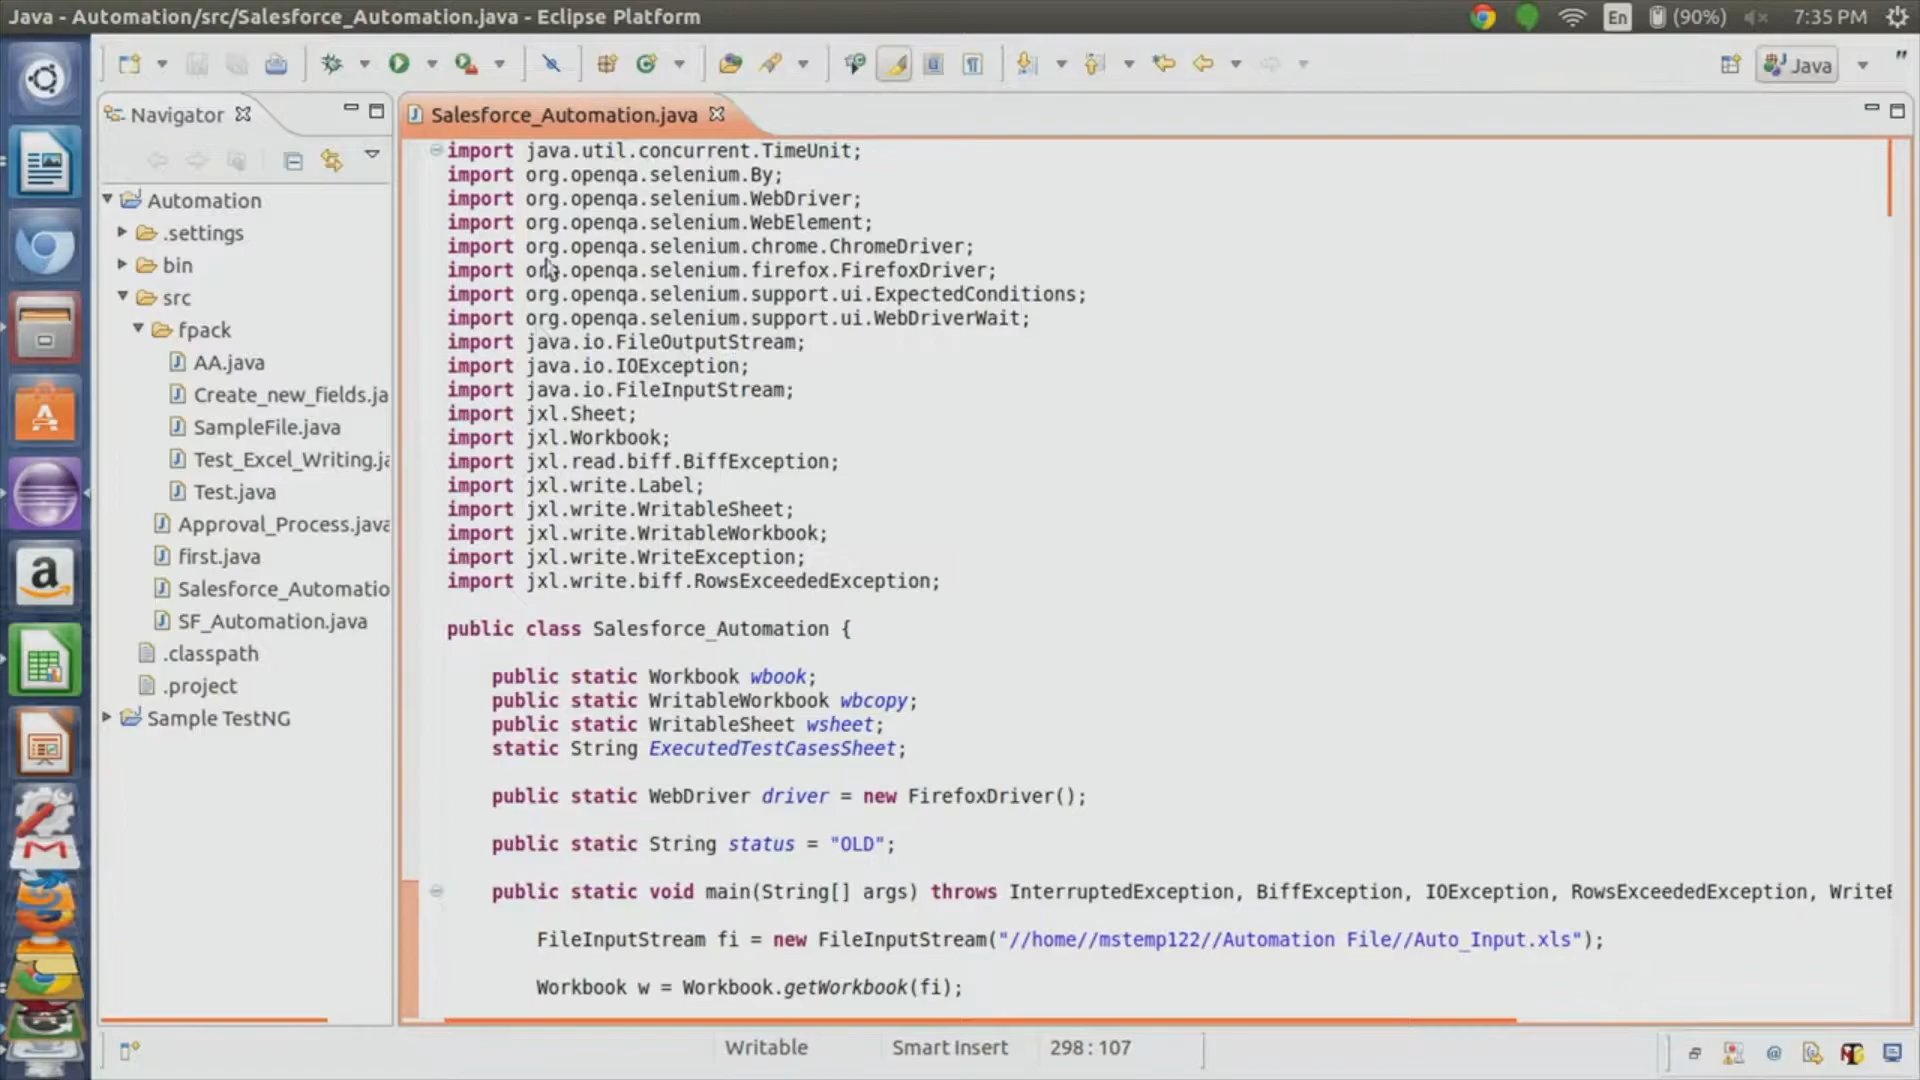 Java - Automation/src/Salesforce_Automation.java - Eclipse Platform
En
(90%)
7:35 PM
Java
"
Navigator
Automation
.settings
bin
src
fpack
AA.java
Create_new_fields.ja
SampleFile.java
Test_Excel_Writing.ja
Test.java
Approval_Process.java
first.java
Salesforce_Automatio
SF_Automation.java
.classpath
.project
Sample TestNG
Salesforce_Automation.java
import java.util.concurrent.TimeUnit;
import org.openqa.selenium.By;
import org.openqa.selenium.WebDriver;
import org.openqa.selenium.WebElement;
import org.openqa.selenium.chrome.ChromeDriver;
import org.openqa.selenium.firefox.FirefoxDriver;
import org.openqa.selenium.support.ui.ExpectedConditions;
import org.openqa.selenium.support.ui.WebDriverWait;
import java.io.FileOutputStream;
import java.io.IOException;
import java.io.FileInputStream;
import jxl.Sheet;
import jxl.Workbook;
import jxl.read.biff.BiffException;
import jxl.write.Label;
import jxl.write.WritableSheet;
import jxl.write.WritableWorkbook;
import jxl.write.WriteException;
import jxl.write.biff.RowsExceededException;
public class Salesforce_Automation {
public static Workbook wbook;
public static WritableWorkbook wbcopy;
public static WritableSheet wsheet;
static String ExecutedTestCasesSheet;
public static WebDriver driver = new FirefoxDriver();
public static String status = "OLD";
public static void main(String[] args) throws InterruptedException, BiffException, IOException, RowsExceededException, WriteE
FileInputStream fi = new FileInputStream("//home//mstemp122//Automation File//Auto_Input.xls");
Workbook w = Workbook.getWorkbook(fi);
Writable
Smart Insert
298 : 107